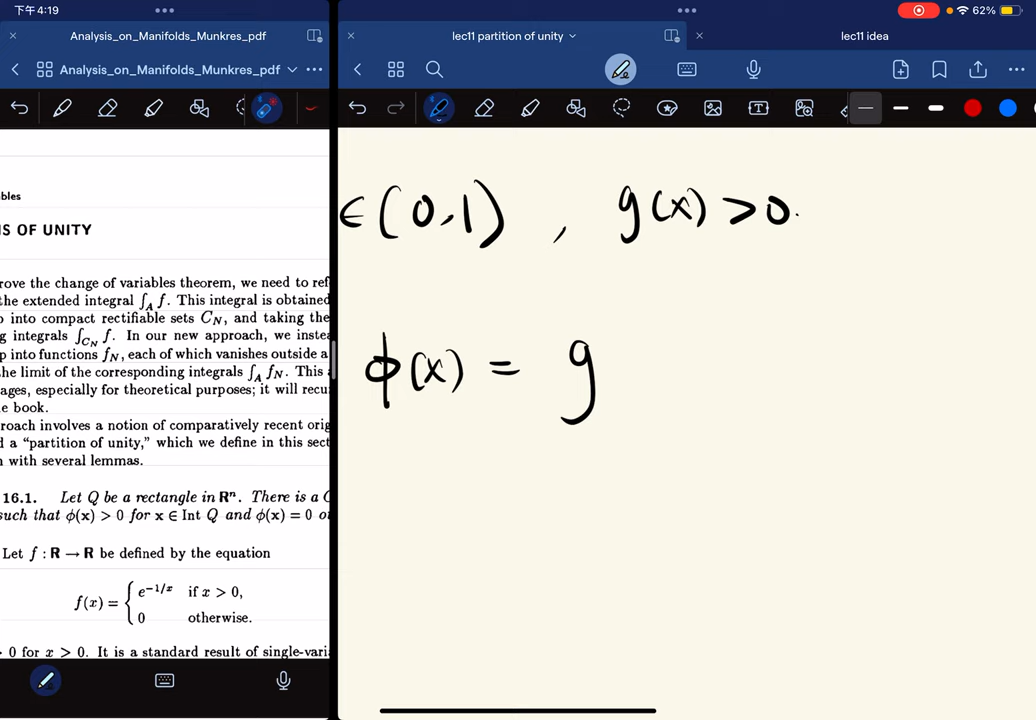 下午4:19
62%
Analysis_on_Manifolds_Munkres_pdf
lec11 partition of unity
lec11 idea
Analysis_on_Manifolds_Munkres_pdf
bles
S OF UNITY
rove the change of variables theorem, we need to ref
the extended integral ∫_A f. This integral is obtained
p into compact rectifiable sets C_N, and taking the
g integrals ∫_{C_N} f. In our new approach, we instea
p into functions f_N, each of which vanishes outside a
the limit of the corresponding integrals ∫_A f_N. This
ages, especially for theoretical purposes; it will recu
e book.
roach involves a notion of comparatively recent orig
d a “partition of unity,” which we define in this sect
n with several lemmas.
16.1. Let Q be a rectangle in Rⁿ. There is a C
such that ϕ(x) > 0 for x ∈ Int Q and ϕ(x) = 0 o
Let f : R → R be defined by the equation
f(x) = { e^{-1/x} if x > 0,
0 otherwise.
0 for x > 0. It is a standard result of single-vari
∈ (0,1) , g(x) > 0.
ϕ(x) = g